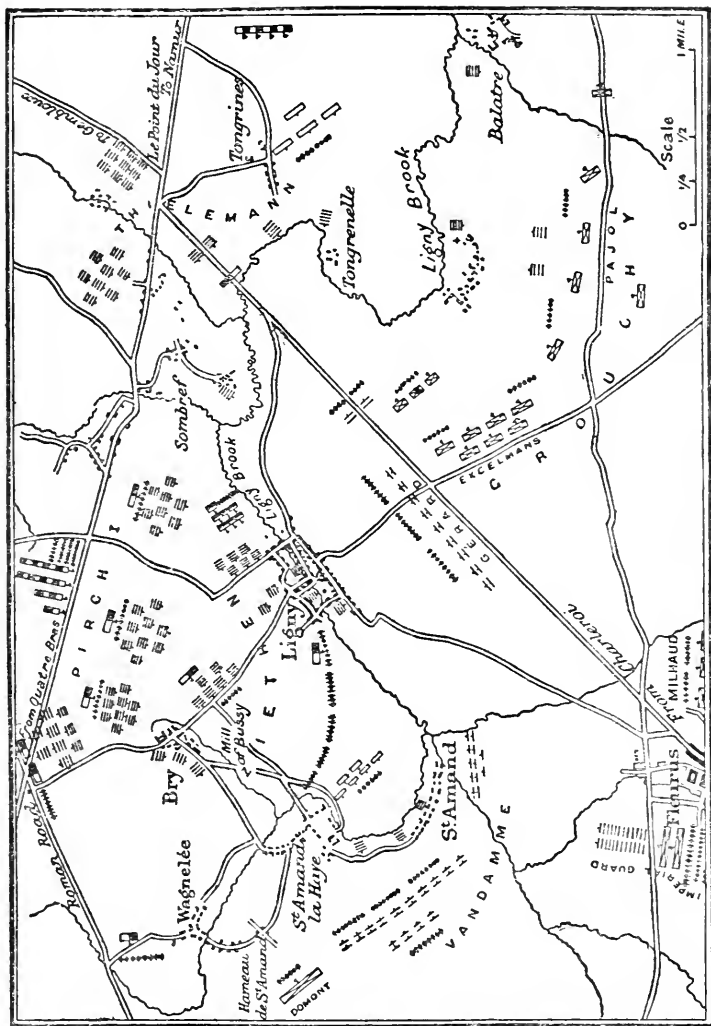 Le Point du Jour
To Namur
To Gembloux
Tongrines
THIELEMANN
Tongrenelle
Ligny Brook
Balatre
Scale
0
1/4
1/2
1 MILE
PAJOL
GROUCHY
EXCELMANS
Sombref
Ligny Brook
From Quatre Bras
PIRCH I
ZIETHEN
Ligny
GERARD
Charleroi
From
MILHAUD
Fleurus
IMPERIAL
GUARD
Roman Road
Bry
Mill
of Bussy
Wagnelée
St. Amand
la Haye
Hameau
de St. Amand
DOMONT
VANDAMME
St. Amand